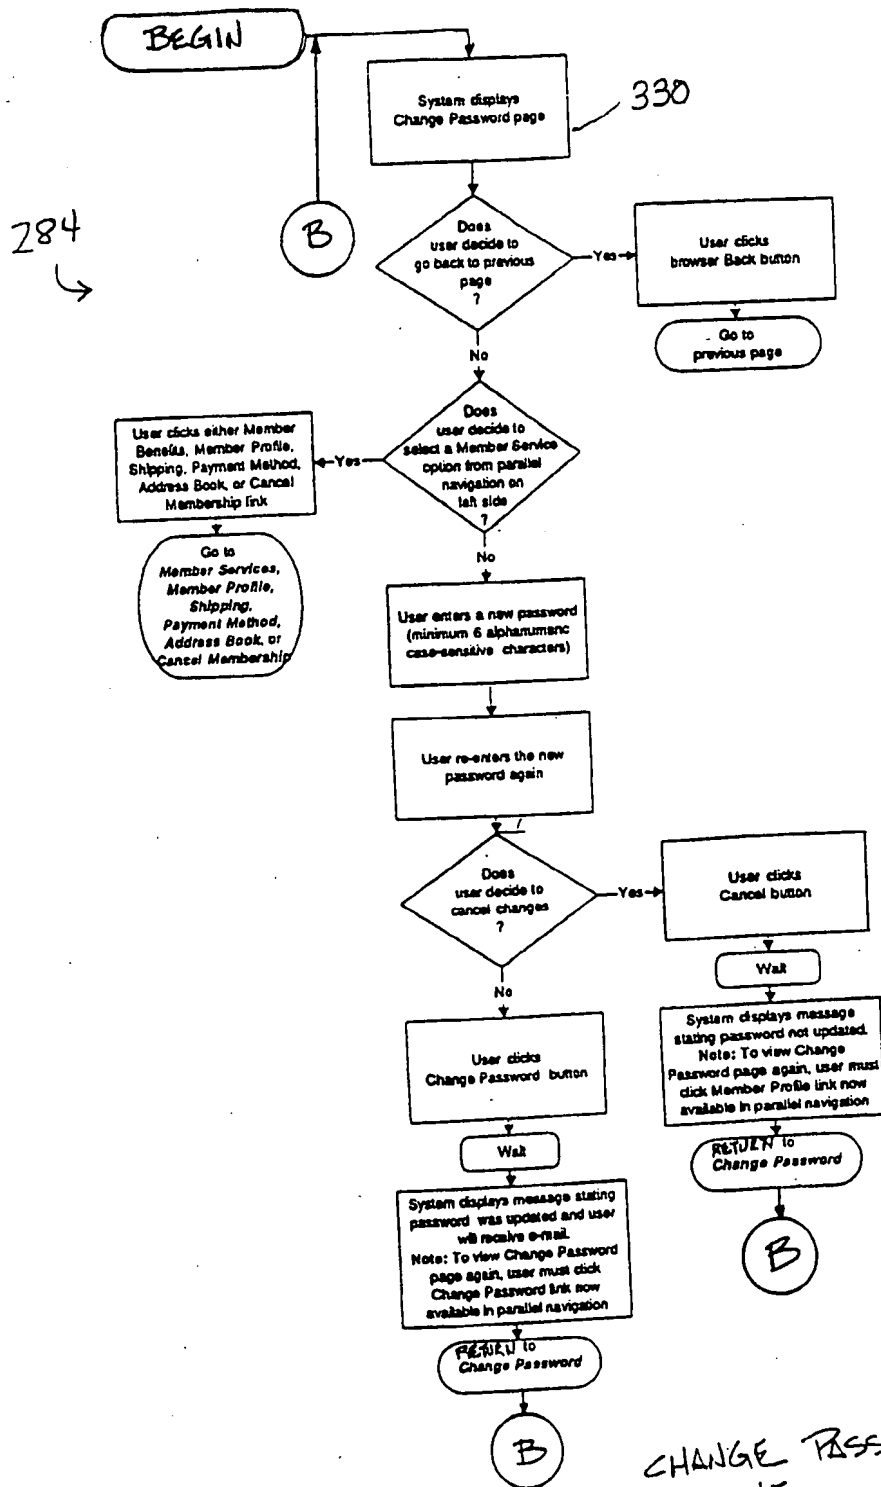 BEGIN
System displays
Change Password page
330
284
B
Does
user decide to
go back to previous
page
?
Yes
User clicks
browser Back button
Go to
previous page
No
Does
user decide to
select a Member Service
option from parallel
navigation on
left side
?
Yes
User clicks either Member
Benefits, Member Profile,
Shipping, Payment Method,
Address Book, or Cancel
Membership link
Go to
Member Services,
Member Profile,
Shipping,
Payment Method,
Address Book, or
Cancel Membership
No
User enters a new password
(minimum 6 alphanumeric
case-sensitive characters)
User re-enters the new
password again
Does
user decide to
cancel changes
?
Yes
User clicks
Cancel button
Wait
System displays message
stating password not updated.
Note: To view Change
Password page again, user must
click Member Profile link now
available in parallel navigation
RETURN to
Change Password
B
No
User clicks
Change Password button
Wait
System displays message stating
password was updated and user
will receive e-mail.
Note: To view Change Password
page again, user must click
Change Password link now
available in parallel navigation
RETURN to
Change Password
B
CHANGE PASS